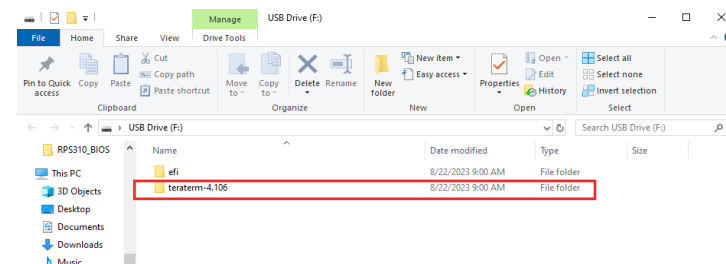 Manage USB Drive (F:)
File Home Share View Drive Tools
Pin to Quick access
Copy
Paste
Cut
Copy path
Paste shortcut
Move to
Copy to
Delete
Rename
New folder
New item
Easy access
Properties
Open
Edit
History
Select all
Select none
Invert selection
Clipboard Organize New Open Select
USB Drive (F:) Search USB Drive (F:)
RPS310_BIOS
This PC
3D Objects
Desktop
Documents
Downloads
Music
Name Date modified Type Size
efi 8/22/2023 9:00 AM File folder
teraterm-4.106 8/22/2023 9:00 AM File folder